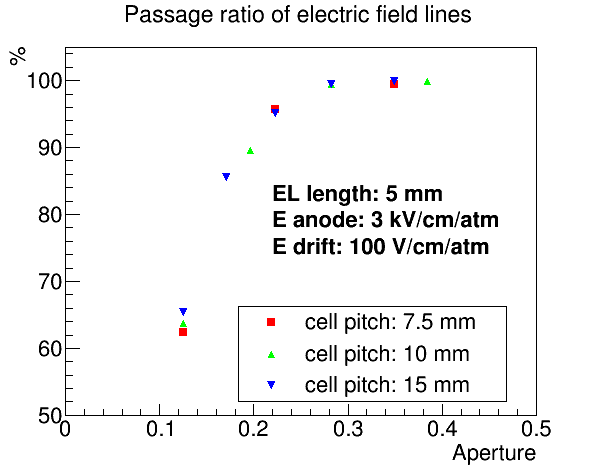 Passage ratio of electric field lines
%
100
90
80
70
60
50
EL length: 5 mm
E anode: 3 kV/cm/atm
E drift: 100 V/cm/atm
cell pitch: 7.5 mm
cell pitch: 10 mm
cell pitch: 15 mm
0 0.1 0.2 0.3 0.4 0.5
Aperture